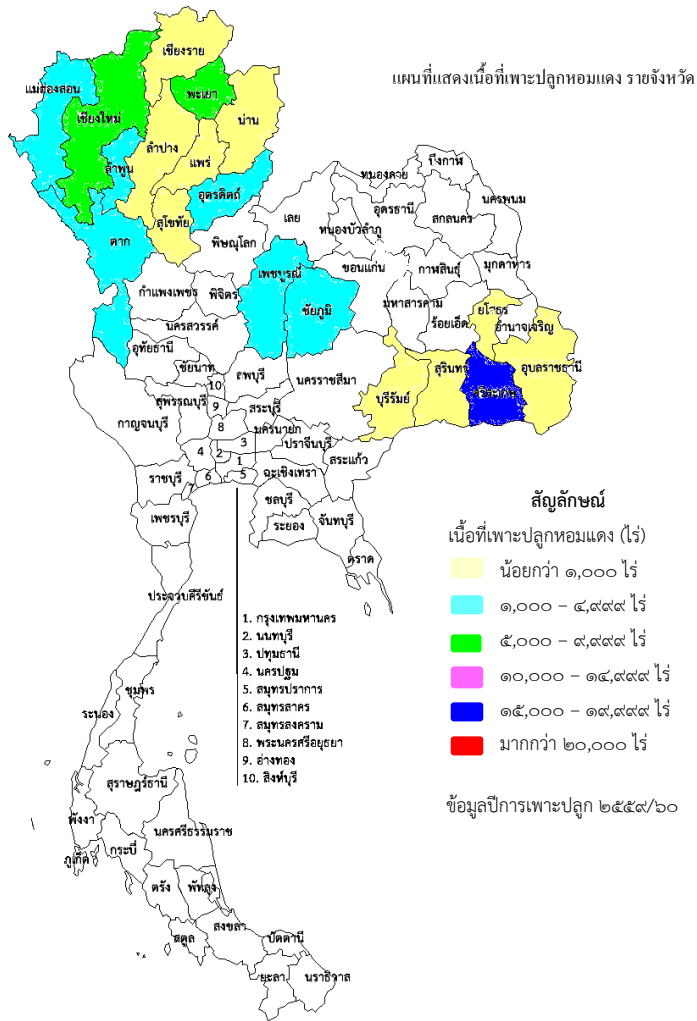 แผนที่แสดงเนื้อที่เพาะปลูกหอมแดง รายจังหวัด
เชียงราย
แม่ฮ่องสอน
พะเยา
เชียงใหม่
น่าน
ลำปาง
แพร่
ลำพูน
อุตรดิตถ์
สุโขทัย
ตาก
พิษณุโลก
เลย
หนองคาย
บึงกาฬ
นครพนม
อุดรธานี
สกลนคร
หนองบัวลำภู
เพชรบูรณ์
ขอนแก่น
กาฬสินธุ์
มุกดาหาร
กำแพงเพชร
พิจิตร
ชัยภูมิ
มหาสารคาม
ร้อยเอ็ด
ยโสธร
อำนาจเจริญ
นครสวรรค์
อุทัยธานี
ชัยนาท
ลพบุรี
นครราชสีมา
บุรีรัมย์
สุรินทร์
ศรีสะเกษ
อุบลราชธานี
10
สุพรรณบุรี
9
สระบุรี
กาญจนบุรี
8
นครนายก
3
ปราจีนบุรี
4
2
1
สระแก้ว
ราชบุรี
6
5
ฉะเชิงเทรา
7
ชลบุรี
เพชรบุรี
ระยอง
จันทบุรี
ตราด
ประจวบคีรีขันธ์
สัญลักษณ์
เนื้อที่เพาะปลูกหอมแดง (ไร่)
น้อยกว่า ๑,๐๐๐ ไร่
๑,๐๐๐ – ๔,๙๙๙ ไร่
๕,๐๐๐ – ๙,๙๙๙ ไร่
๑๐,๐๐๐ – ๑๔,๙๙๙ ไร่
๑๕,๐๐๐ – ๑๙,๙๙๙ ไร่
มากกว่า ๒๐,๐๐๐ ไร่
ข้อมูลปีการเพาะปลูก ๒๕๕๙/๖๐
1. กรุงเทพมหานคร
2. นนทบุรี
3. ปทุมธานี
4. นครปฐม
5. สมุทรปราการ
6. สมุทรสาคร
7. สมุทรสงคราม
8. พระนครศรีอยุธยา
9. อ่างทอง
10. สิงห์บุรี
ชุมพร
ระนอง
สุราษฎร์ธานี
พังงา
นครศรีธรรมราช
ภูเก็ต
กระบี่
ตรัง
พัทลุง
สงขลา
สตูล
ปัตตานี
ยะลา
นราธิวาส